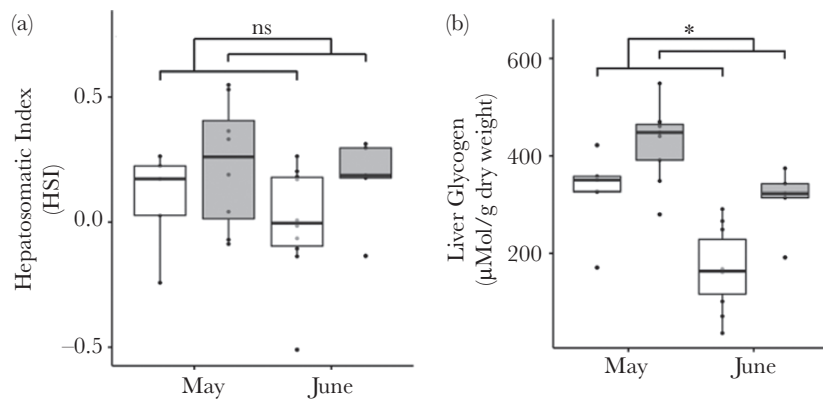 (a)
ns
Hepatosomatic Index
(HSI)
0.5
0.0
–0.5
May
June
(b)
*
Liver Glycogen
(μMol/g dry weight)
600
400
200
May
June